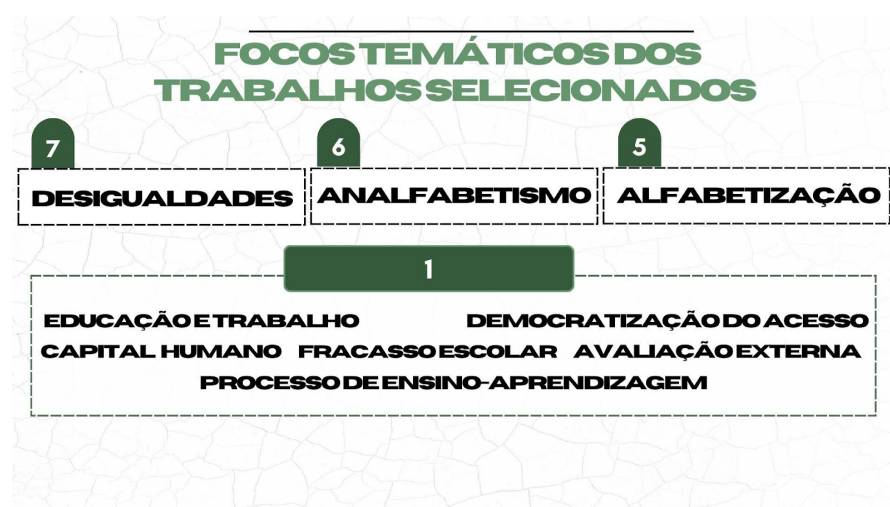 FOCOS TEMÁTICOS DOS
TRABALHOS SELECIONADOS
7
6
5
DESIGUALDADES
ANALFABETISMO
ALFABETIZAÇÃO
1
EDUCAÇÃO E TRABALHO DEMOCRATIZAÇÃO DO ACESSO
CAPITAL HUMANO FRACASSO ESCOLAR AVALIAÇÃO EXTERNA
PROCESSO DE ENSINO-APRENDIZAGEM